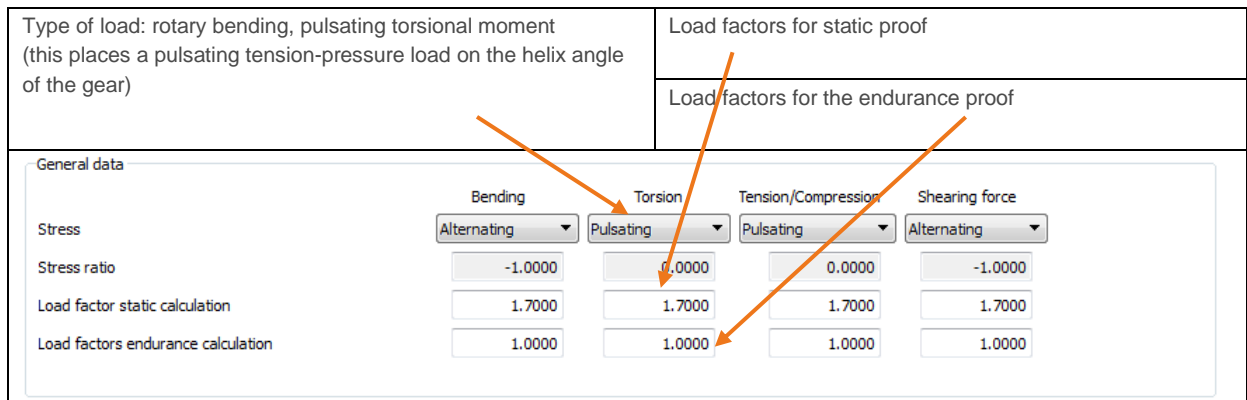 Type of load: rotary bending, pulsating torsional moment
(this places a pulsating tension-pressure load on the helix angle
of the gear)
Load factors for static proof
Load factors for the endurance proof
General data
Bending Torsion Tension/Compression Shearing force
Stress Alternating Pulsating Pulsating Alternating
Stress ratio -1.0000 0.0000 0.0000 -1.0000
Load factor static calculation 1.7000 1.7000 1.7000 1.7000
Load factors endurance calculation 1.0000 1.0000 1.0000 1.0000